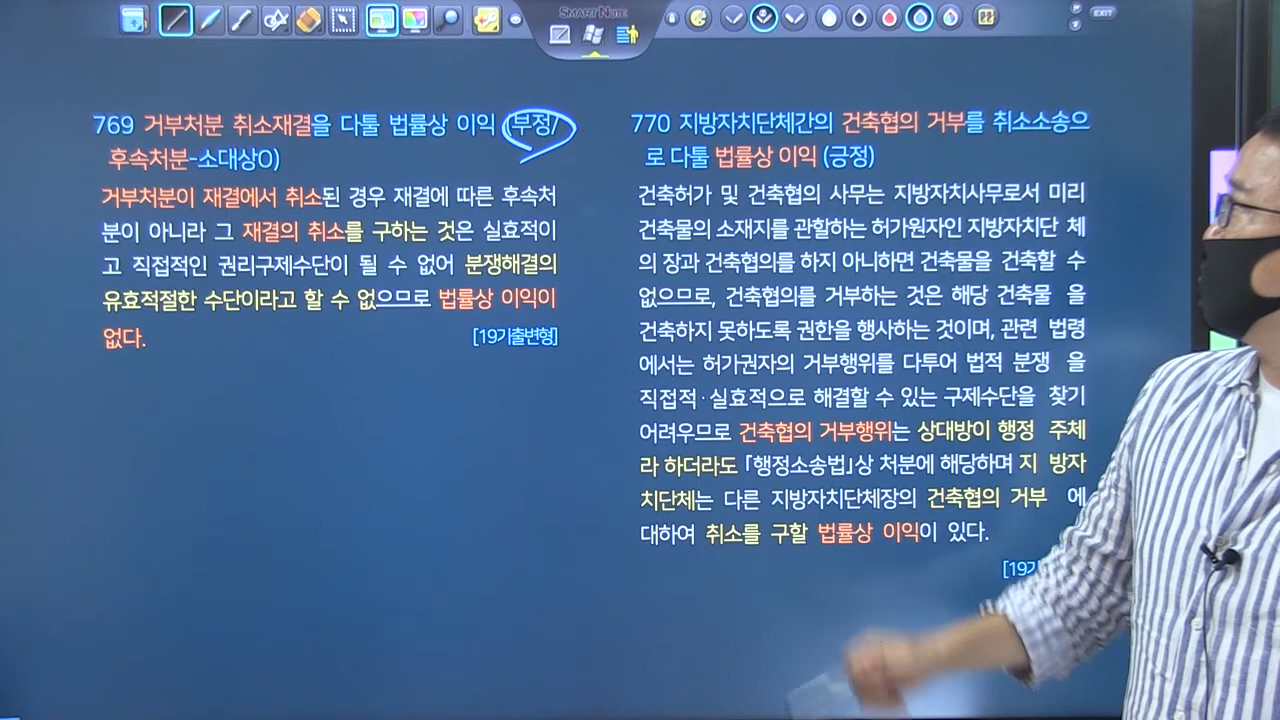 SMARTNOTE
EXIT
769 거부처분 취소재결을 다툴 법률상 이익 (부정/
후속처분-소대상O)
거부처분이 재결에서 취소된 경우 재결에 따른 후속처
분이 아니라 그 재결의 취소를 구하는 것은 실효적이
고 직접적인 권리구제수단이 될 수 없어 분쟁해결의
유효적절한 수단이라고 할 수 없으므로 법률상 이익이
없다.
[19기출변형]
770 지방자치단체간의 건축협의 거부를 취소소송으
로 다툴 법률상 이익 (긍정)
건축허가 및 건축협의 사무는 지방자치사무로서 미리
건축물의 소재지를 관할하는 허가원자인 지방자치단 체
의 장과 건축협의를 하지 아니하면 건축물을 건축할 수
없으므로, 건축협의를 거부하는 것은 해당 건축물 을
건축하지 못하도록 권한을 행사하는 것이며, 관련 법령
에서는 허가권자의 거부행위를 다투어 법적 분쟁 을
직접적·실효적으로 해결할 수 있는 구제수단을 찾기
어려우므로 건축협의 거부행위는 상대방이 행정 주체
라 하더라도 「행정소송법」상 처분에 해당하며 지 방자
치단체는 다른 지방자치단체장의 건축협의 거부 에
대하여 취소를 구할 법률상 이익이 있다.
[19기